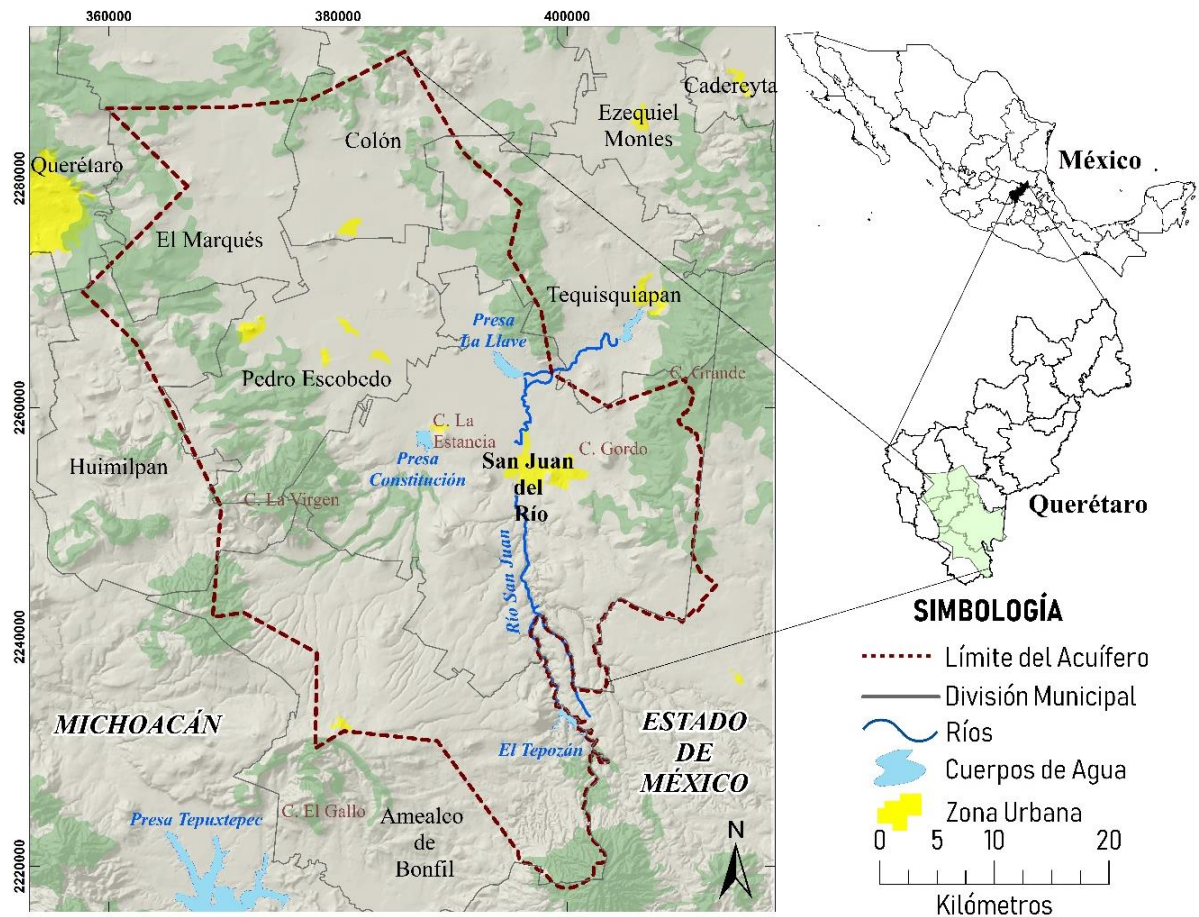 360000
380000
400000
Cadereyta
Ezequiel
Montes
Colón
México
Querétaro
2280000
El Marqués
Tequisquiapan
Presa
La Llave
C. Grande
Pedro Escobedo
2260000
C. La
Estancia
C. Gordo
Huimilpan
Presa
Constitución
San Juan
del
Río
C. La Virgen
Querétaro
Río San Juan
2240000
SIMBOLOGÍA
Límite del Acuífero
División Municipal
Ríos
Cuerpos de Agua
Zona Urbana
MICHOACÁN
ESTADO
DE
MÉXICO
El Tepozán
C. El Gallo
Presa Tepuxtepec
Amealco
de
Bonfil
N
2220000
0 5 10 20
Kilómetros